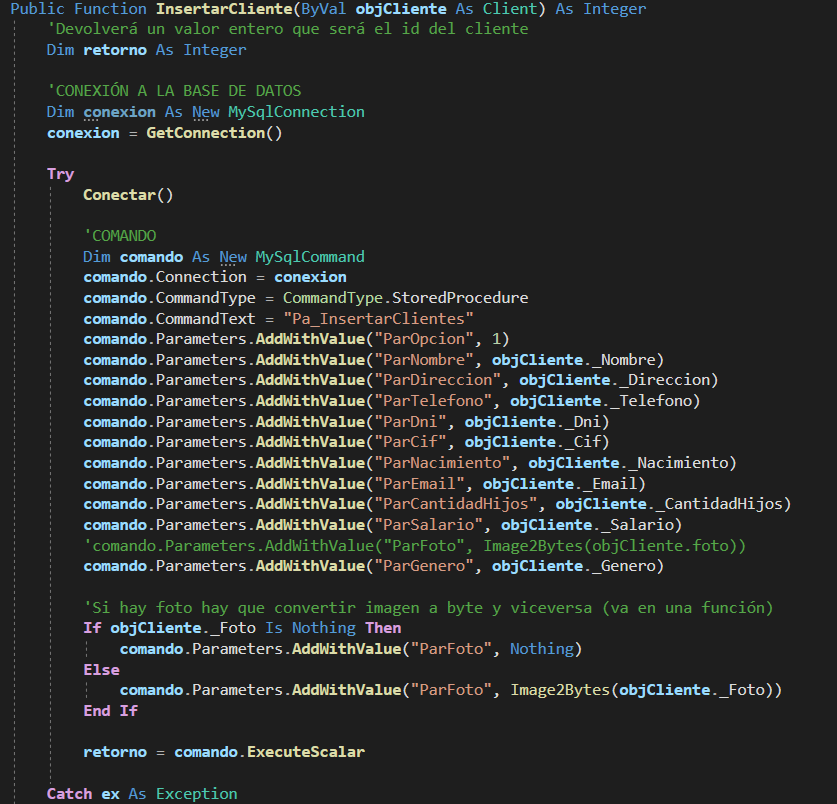 Public Function InsertarCliente(ByVal objCliente As Client) As Integer
'Devolverá un valor entero que será el id del cliente
Dim retorno As Integer
'CONEXIÓN A LA BASE DE DATOS
Dim conexion As New MySqlConnection
conexion = GetConnection()
Try
Conectar()
'COMANDO
Dim comando As New MySqlCommand
comando.Connection = conexion
comando.CommandType = CommandType.StoredProcedure
comando.CommandText = "Pa_InsertarClientes"
comando.Parameters.AddWithValue("ParOpcion", 1)
comando.Parameters.AddWithValue("ParNombre", objCliente._Nombre)
comando.Parameters.AddWithValue("ParDireccion", objCliente._Direccion)
comando.Parameters.AddWithValue("ParTelefono", objCliente._Telefono)
comando.Parameters.AddWithValue("ParDni", objCliente._Dni)
comando.Parameters.AddWithValue("ParCif", objCliente._Cif)
comando.Parameters.AddWithValue("ParNacimiento", objCliente._Nacimiento)
comando.Parameters.AddWithValue("ParEmail", objCliente._Email)
comando.Parameters.AddWithValue("ParCantidadHijos", objCliente._CantidadHijos)
comando.Parameters.AddWithValue("ParSalario", objCliente._Salario)
'comando.Parameters.AddWithValue("ParFoto", Image2Bytes(objCliente.foto))
comando.Parameters.AddWithValue("ParGenero", objCliente._Genero)
'Si hay foto hay que convertir imagen a byte y viceversa (va en una función)
If objCliente._Foto Is Nothing Then
comando.Parameters.AddWithValue("ParFoto", Nothing)
Else
comando.Parameters.AddWithValue("ParFoto", Image2Bytes(objCliente._Foto))
End If
retorno = comando.ExecuteScalar
Catch ex As Exception